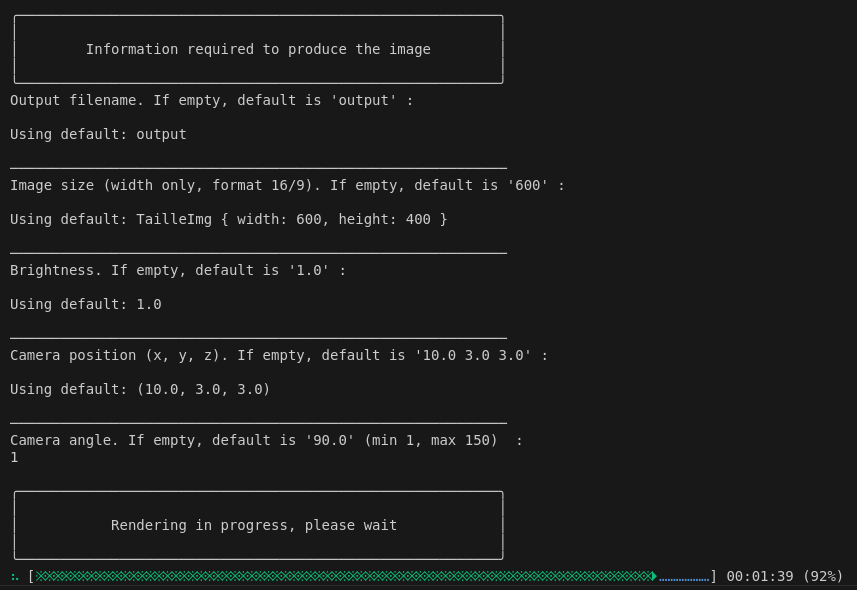 Information required to produce the image
Output filename. If empty, default is 'output' :
Using default: output
Image size (width only, format 16/9). If empty, default is '600' :
Using default: TailleImg { width: 600, height: 400 }
Brightness. If empty, default is '1.0' :
Using default: 1.0
Camera position (x, y, z). If empty, default is '10.0 3.0 3.0' :
Using default: (10.0, 3.0, 3.0)
Camera angle. If empty, default is '90.0' (min 1, max 150)  :
1
Rendering in progress, please wait
[ ] 00:01:39 (92%)